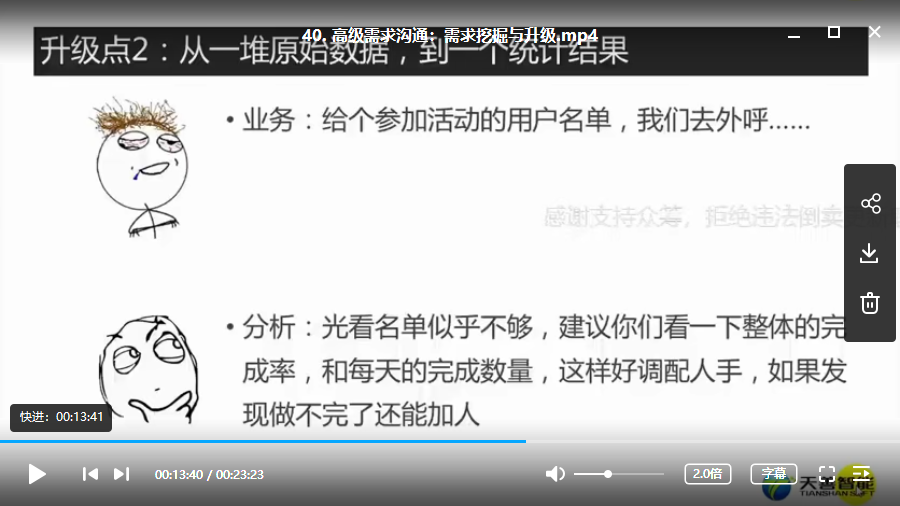 40. 高级需求沟通：需求挖掘与升级.mp4
升级点2：从一堆原始数据，到一个统计结果
• 业务：给个参加活动的用户名单，我们去外呼……
感谢支持众筹，拒绝违法倒卖
• 分析：光看名单似乎不够，建议你们看一下整体的完
成率，和每天的完成数量，这样好调配人手，如果发
现做不完了还能加人
快进：00:13:41
00:13:40 / 00:23:23
2.0倍
字幕
天善智能
TIANSHANSOFT